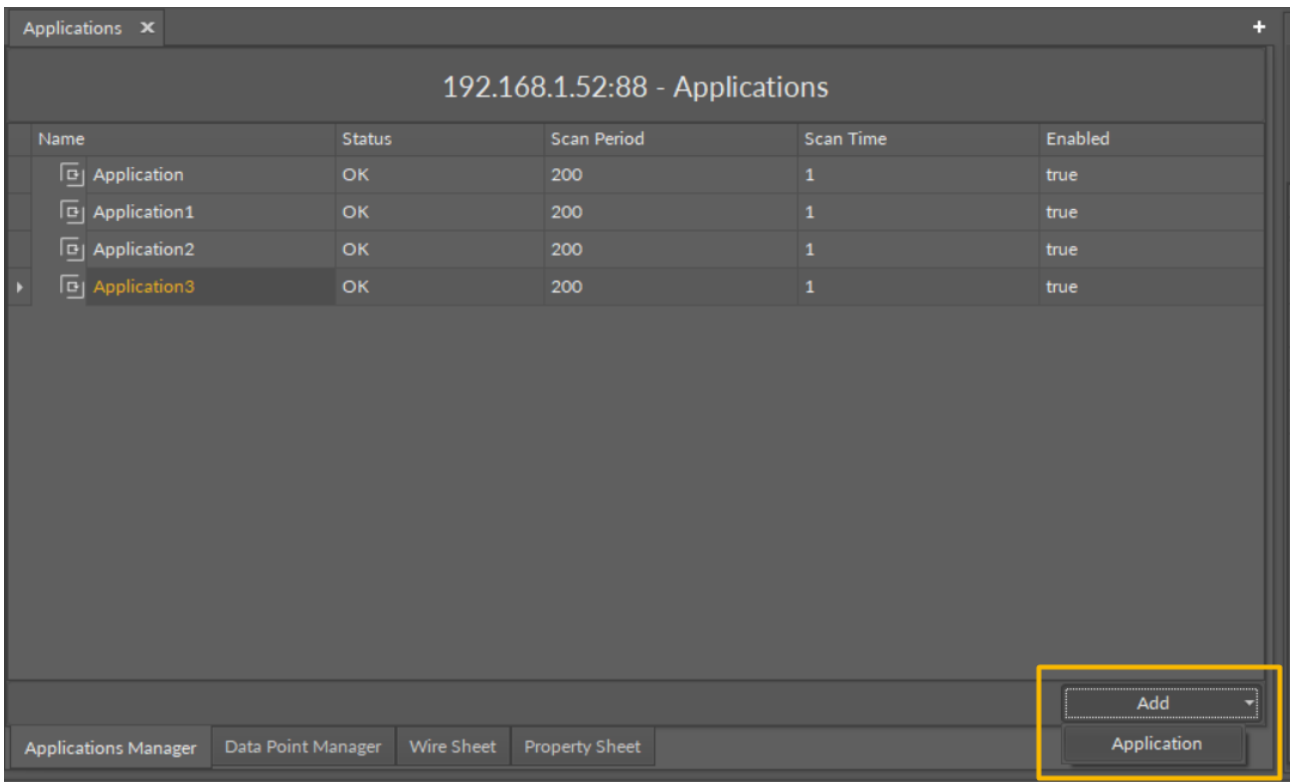 Applications
192.168.1.52:88 - Applications
Name Status Scan Period Scan Time Enabled
Application OK 200 1 true
Application1 OK 200 1 true
Application2 OK 200 1 true
Application3 OK 200 1 true
Add
Applications Manager Data Point Manager Wire Sheet Property Sheet Application